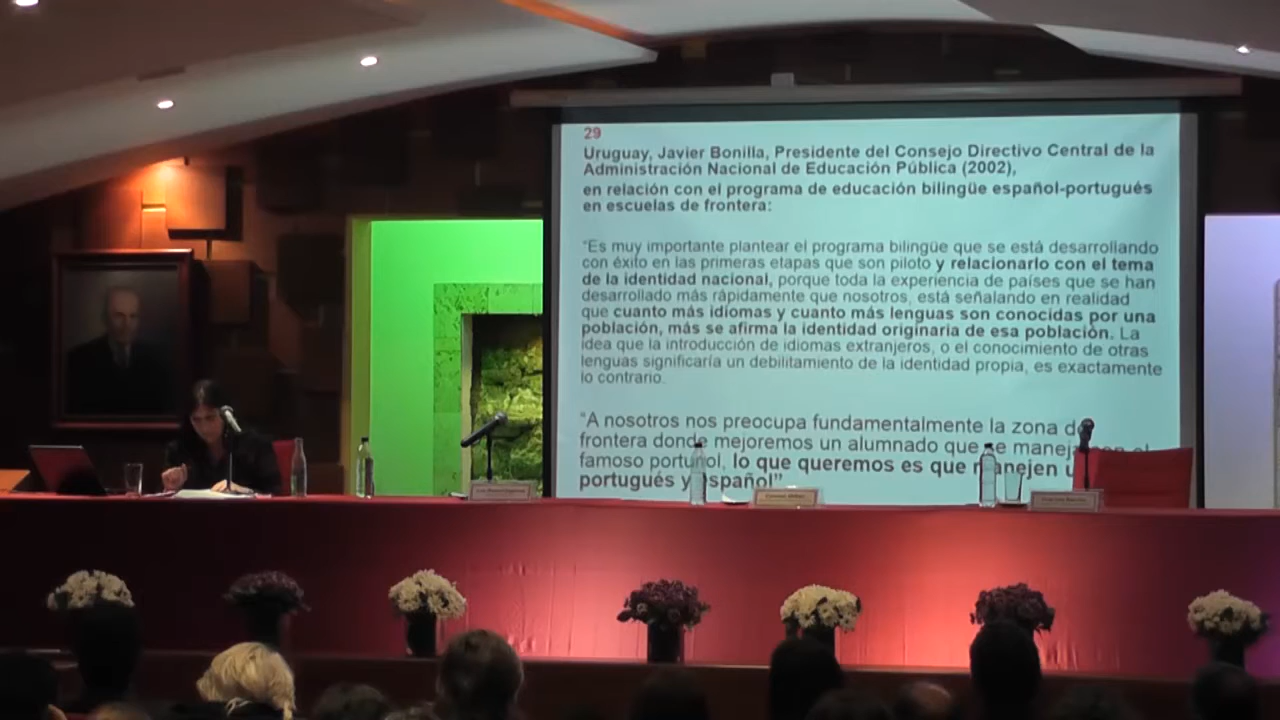 29
Uruguay, Javier Bonilla, Presidente del Consejo Directivo Central de la
Administración Nacional de Educación Pública (2002),
en relación con el programa de educación bilingüe español-portugués
en escuelas de frontera:
“Es muy importante plantear el programa bilingüe que se está desarrollando
con éxito en las primeras etapas que son piloto y relacionarlo con el tema
de la identidad nacional, porque toda la experiencia de países que se han
desarrollado más rápidamente que nosotros, está señalando en realidad
que cuanto más idiomas y cuanto más lenguas son conocidas por una
población, más se afirma la identidad originaria de esa población. La
idea que la introducción de idiomas extranjeros, o el conocimiento de otras
lenguas significaría un debilitamiento de la identidad propia, es exactamente
lo contrario.
“A nosotros nos preocupa fundamentalmente la zona de
frontera donde mejoremos un alumnado que se
famoso portuñol, lo que queremos es que manejen
portugués y español”